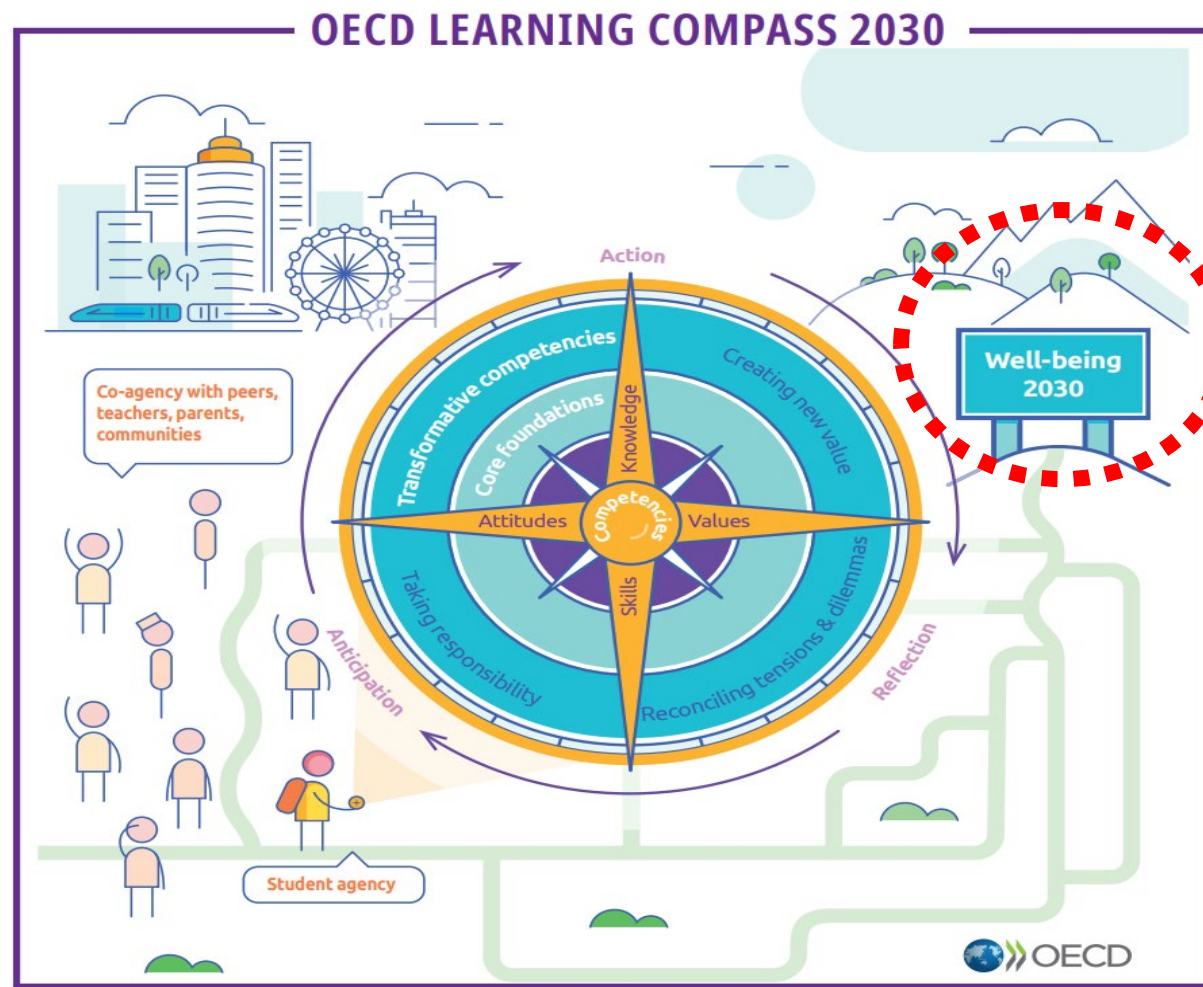 OECD LEARNING COMPASS 2030
Action
Co-agency with peers,
teachers, parents,
communities
Well-being
2030
Transformative competencies
Creating new value
Core foundations
Knowledge
Attitudes
Competencies
Values
Skills
Taking responsibility
Reconciling tensions & dilemmas
Anticipation
Reflection
Student agency
OECD